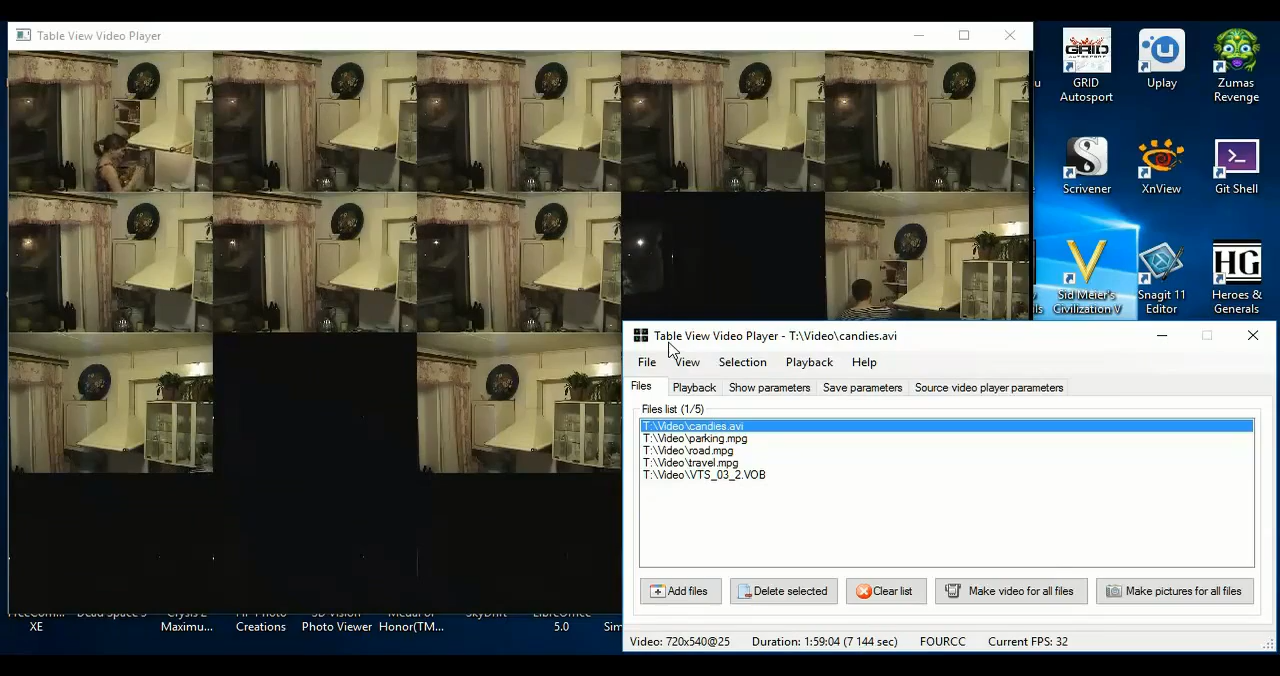 Table View Video Player
GRID
Autosport
Uplay
Zumas
Revenge
Scrivener
XnView
Git Shell
Sid Meier's
Civilization V
Snagit 11
Editor
HG
Heroes &
Generals
Table View Video Player - T:\Video\candies.avi
File View Selection Playback Help
Files Playback Show parameters Save parameters Source video player parameters
Files list (1/5)
T:\Video\candies.avi
T:\Video\parking.mpg
T:\Video\road.mpg
T:\Video\travel.mpg
T:\Video\VTS_03_2.VOB
Add files Delete selected Clear list Make video for all files Make pictures for all files
Video: 720x540@25 Duration: 1:59:04 (7 144 sec) FOURCC Current FPS: 32
XE
Maximu...
HP Photo
Creations
3D Vision
Photo Viewer
Medal of
Honor(TM...
SkyDrift
LibreOffice
5.0